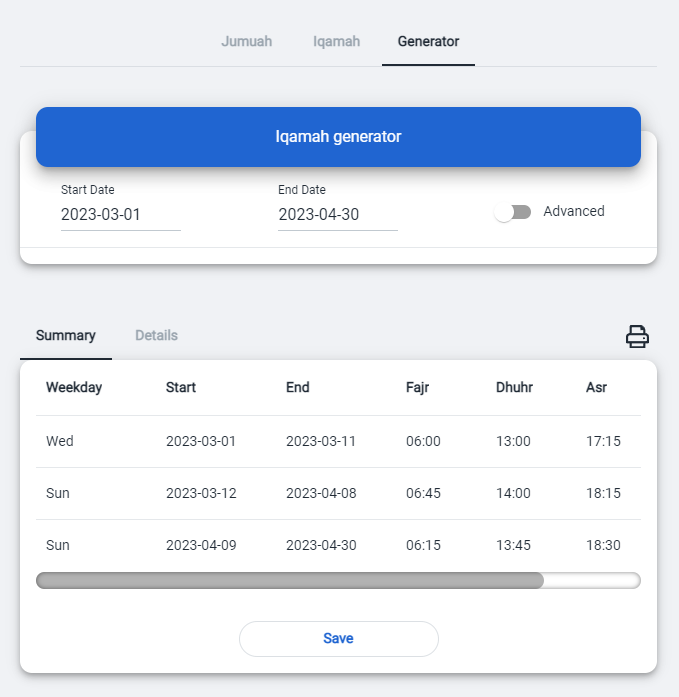 Jumuah Iqamah Generator
Iqamah generator
Start Date End Date
2023-03-01 2023-04-30 Advanced
Summary Details
Weekday Start End Fajr Dhuhr Asr
Wed 2023-03-01 2023-03-11 06:00 13:00 17:15
Sun 2023-03-12 2023-04-08 06:45 14:00 18:15
Sun 2023-04-09 2023-04-30 06:15 13:45 18:30
Save